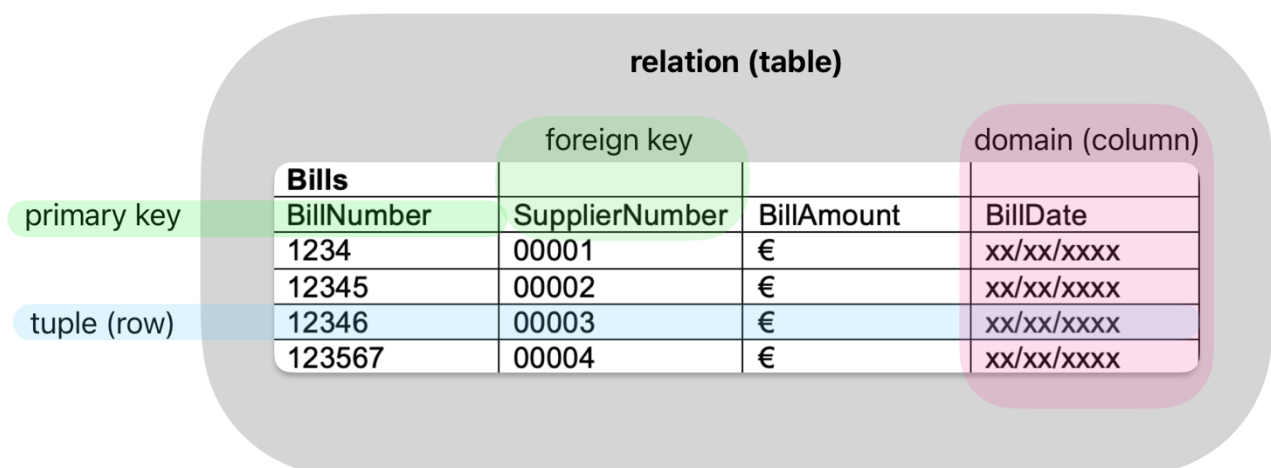 relation (table)
foreign key domain (column)
Bills
primary key BillNumber SupplierNumber BillAmount BillDate
1234 00001 € xx/xx/xxxx
12345 00002 € xx/xx/xxxx
tuple (row) 12346 00003 € xx/xx/xxxx
123567 00004 € xx/xx/xxxx